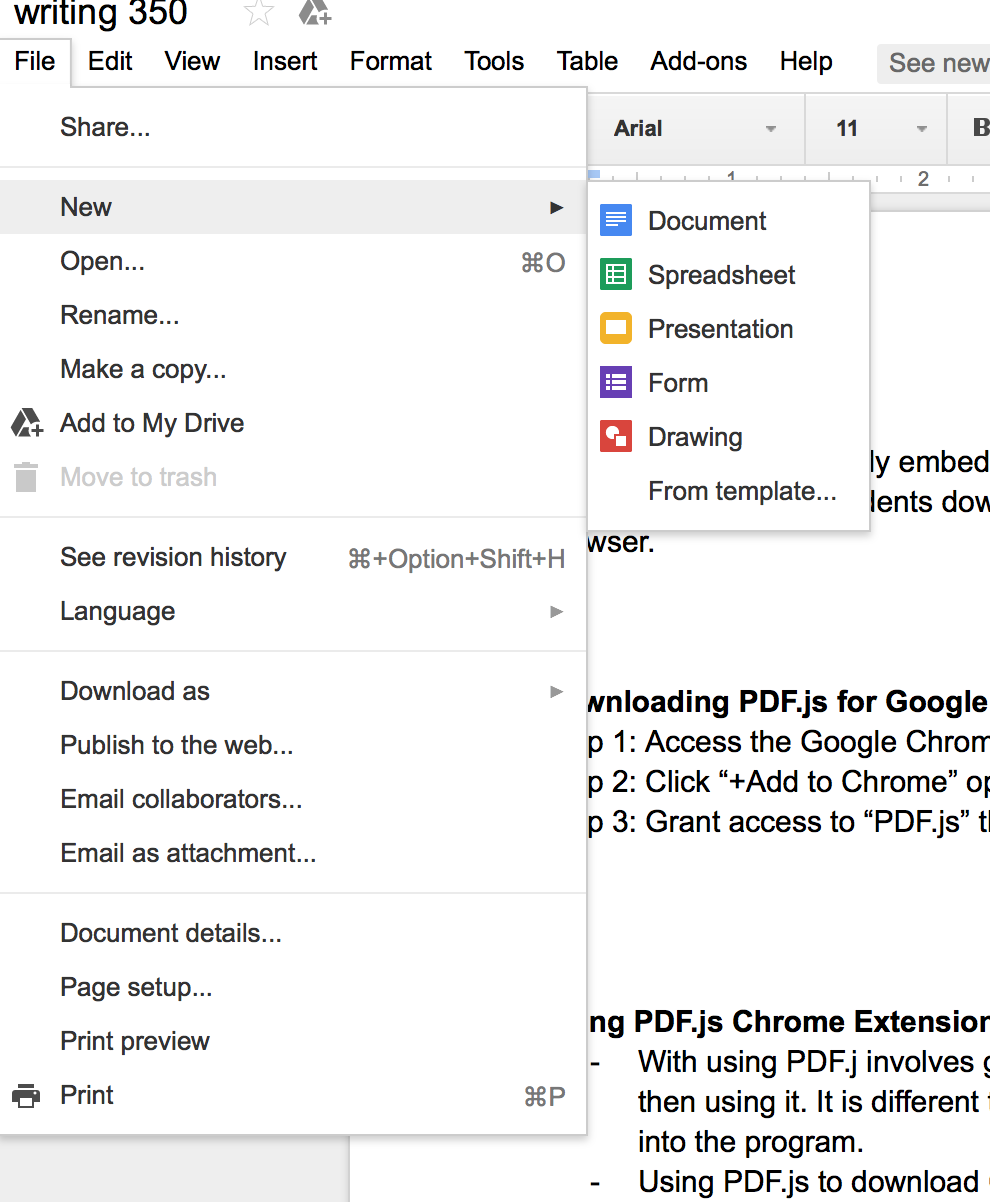 writing 350
File Edit View Insert Format Tools Table Add-ons Help See new
Arial 11 B
1 2
Share...
New
Open... ⌘O
Rename...
Make a copy...
Add to My Drive
Move to trash
See revision history ⌘+Option+Shift+H
Language
Download as
Publish to the web...
Email collaborators...
Email as attachment...
Document details...
Page setup...
Print preview
Print ⌘P
Document
Spreadsheet
Presentation
Form
Drawing
From template...
ly embed
dents dow
wser.
wnloading PDF.js for Google
p 1: Access the Google Chrom
p 2: Click “+Add to Chrome” op
p 3: Grant access to “PDF.js” th
ng PDF.js Chrome Extension
- With using PDF.j involves g
then using it. It is different t
into the program.
- Using PDF.js to download